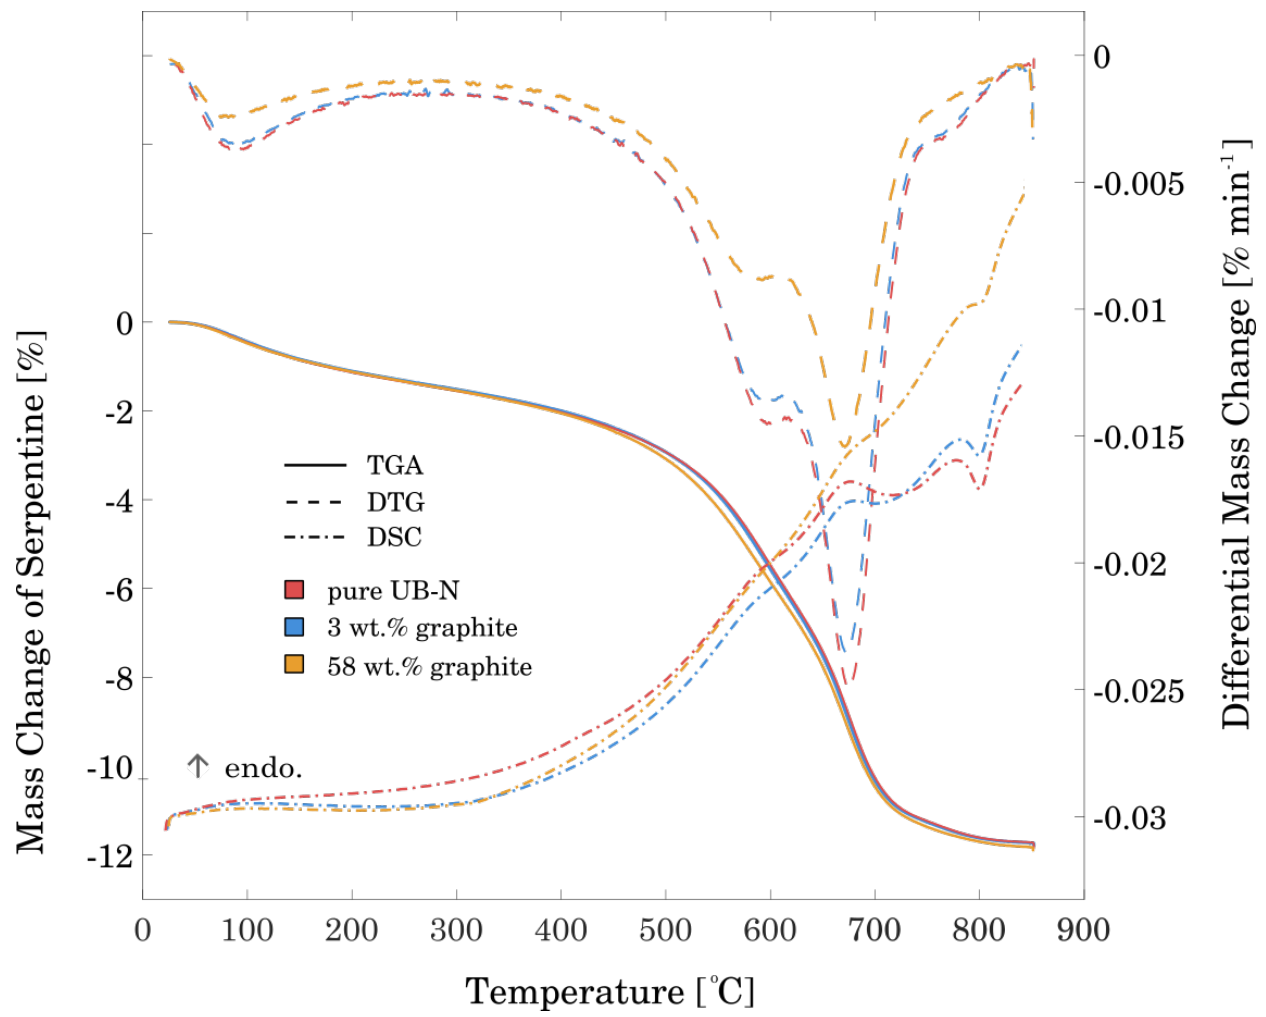 Mass Change of Serpentine [%]
0
-2
-4
-6
-8
-10
-12
TGA
DTG
DSC
pure UB-N
3 wt.% graphite
58 wt.% graphite
↑ endo.
0
-0.005
-0.01
-0.015
-0.02
-0.025
-0.03
Differential Mass Change [% min⁻¹]
0 100 200 300 400 500 600 700 800 900
Temperature [°C]